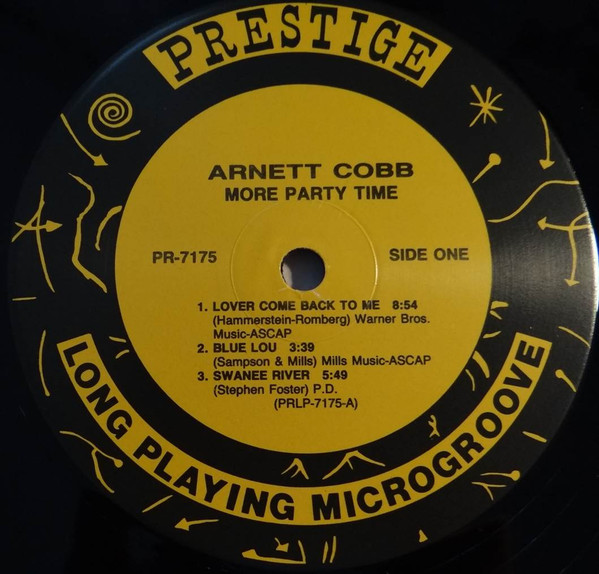 PRESTIGE
ARNETT COBB
MORE PARTY TIME
PR-7175
SIDE ONE
1. LOVER COME BACK TO ME 8:54
(Hammerstein-Romberg) Warner Bros.
Music-ASCAP
2. BLUE LOU 3:39
(Sampson & Mills) Mills Music-ASCAP
3. SWANEE RIVER 5:49
(Stephen Foster) P.D.
(PRLP-7175-A)
LONG PLAYING MICROGROOVE